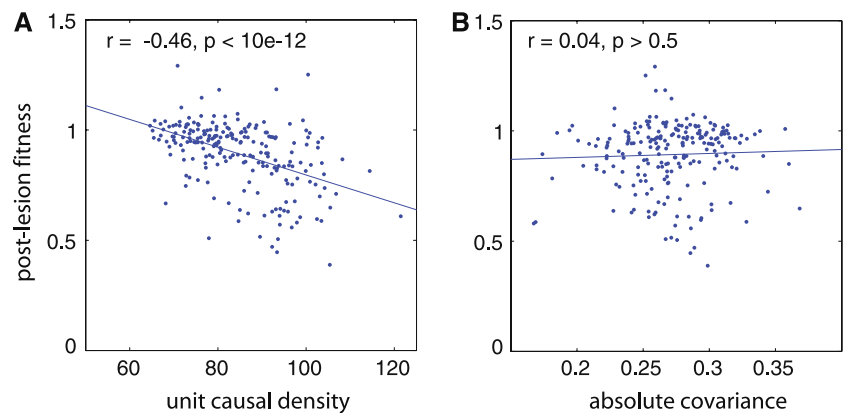 A
r = -0.46, p < 10e-12
1.5
1
0.5
0
post-lesion fitness
60 80 100 120
unit causal density
B
r = 0.04, p > 0.5
1.5
1
0.5
0
0.2 0.25 0.3 0.35
absolute covariance